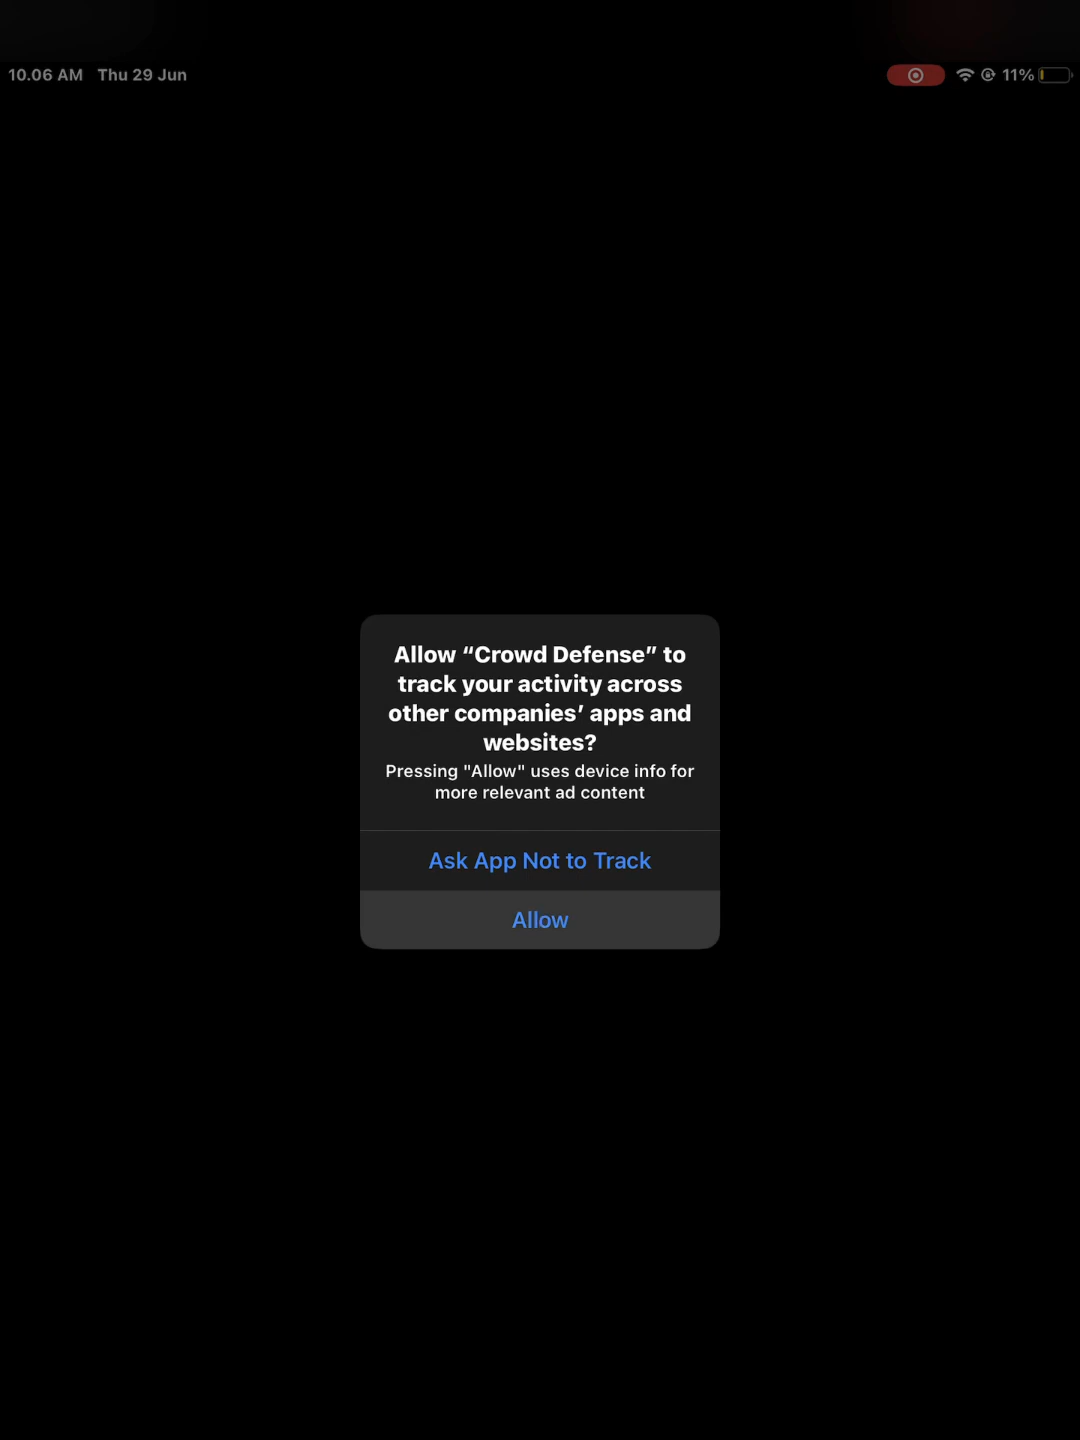 10.06 AM Thu 29 Jun 11%
Allow “Crowd Defense” to
track your activity across
other companies’ apps and
websites?
Pressing "Allow" uses device info for
more relevant ad content
Ask App Not to Track
Allow